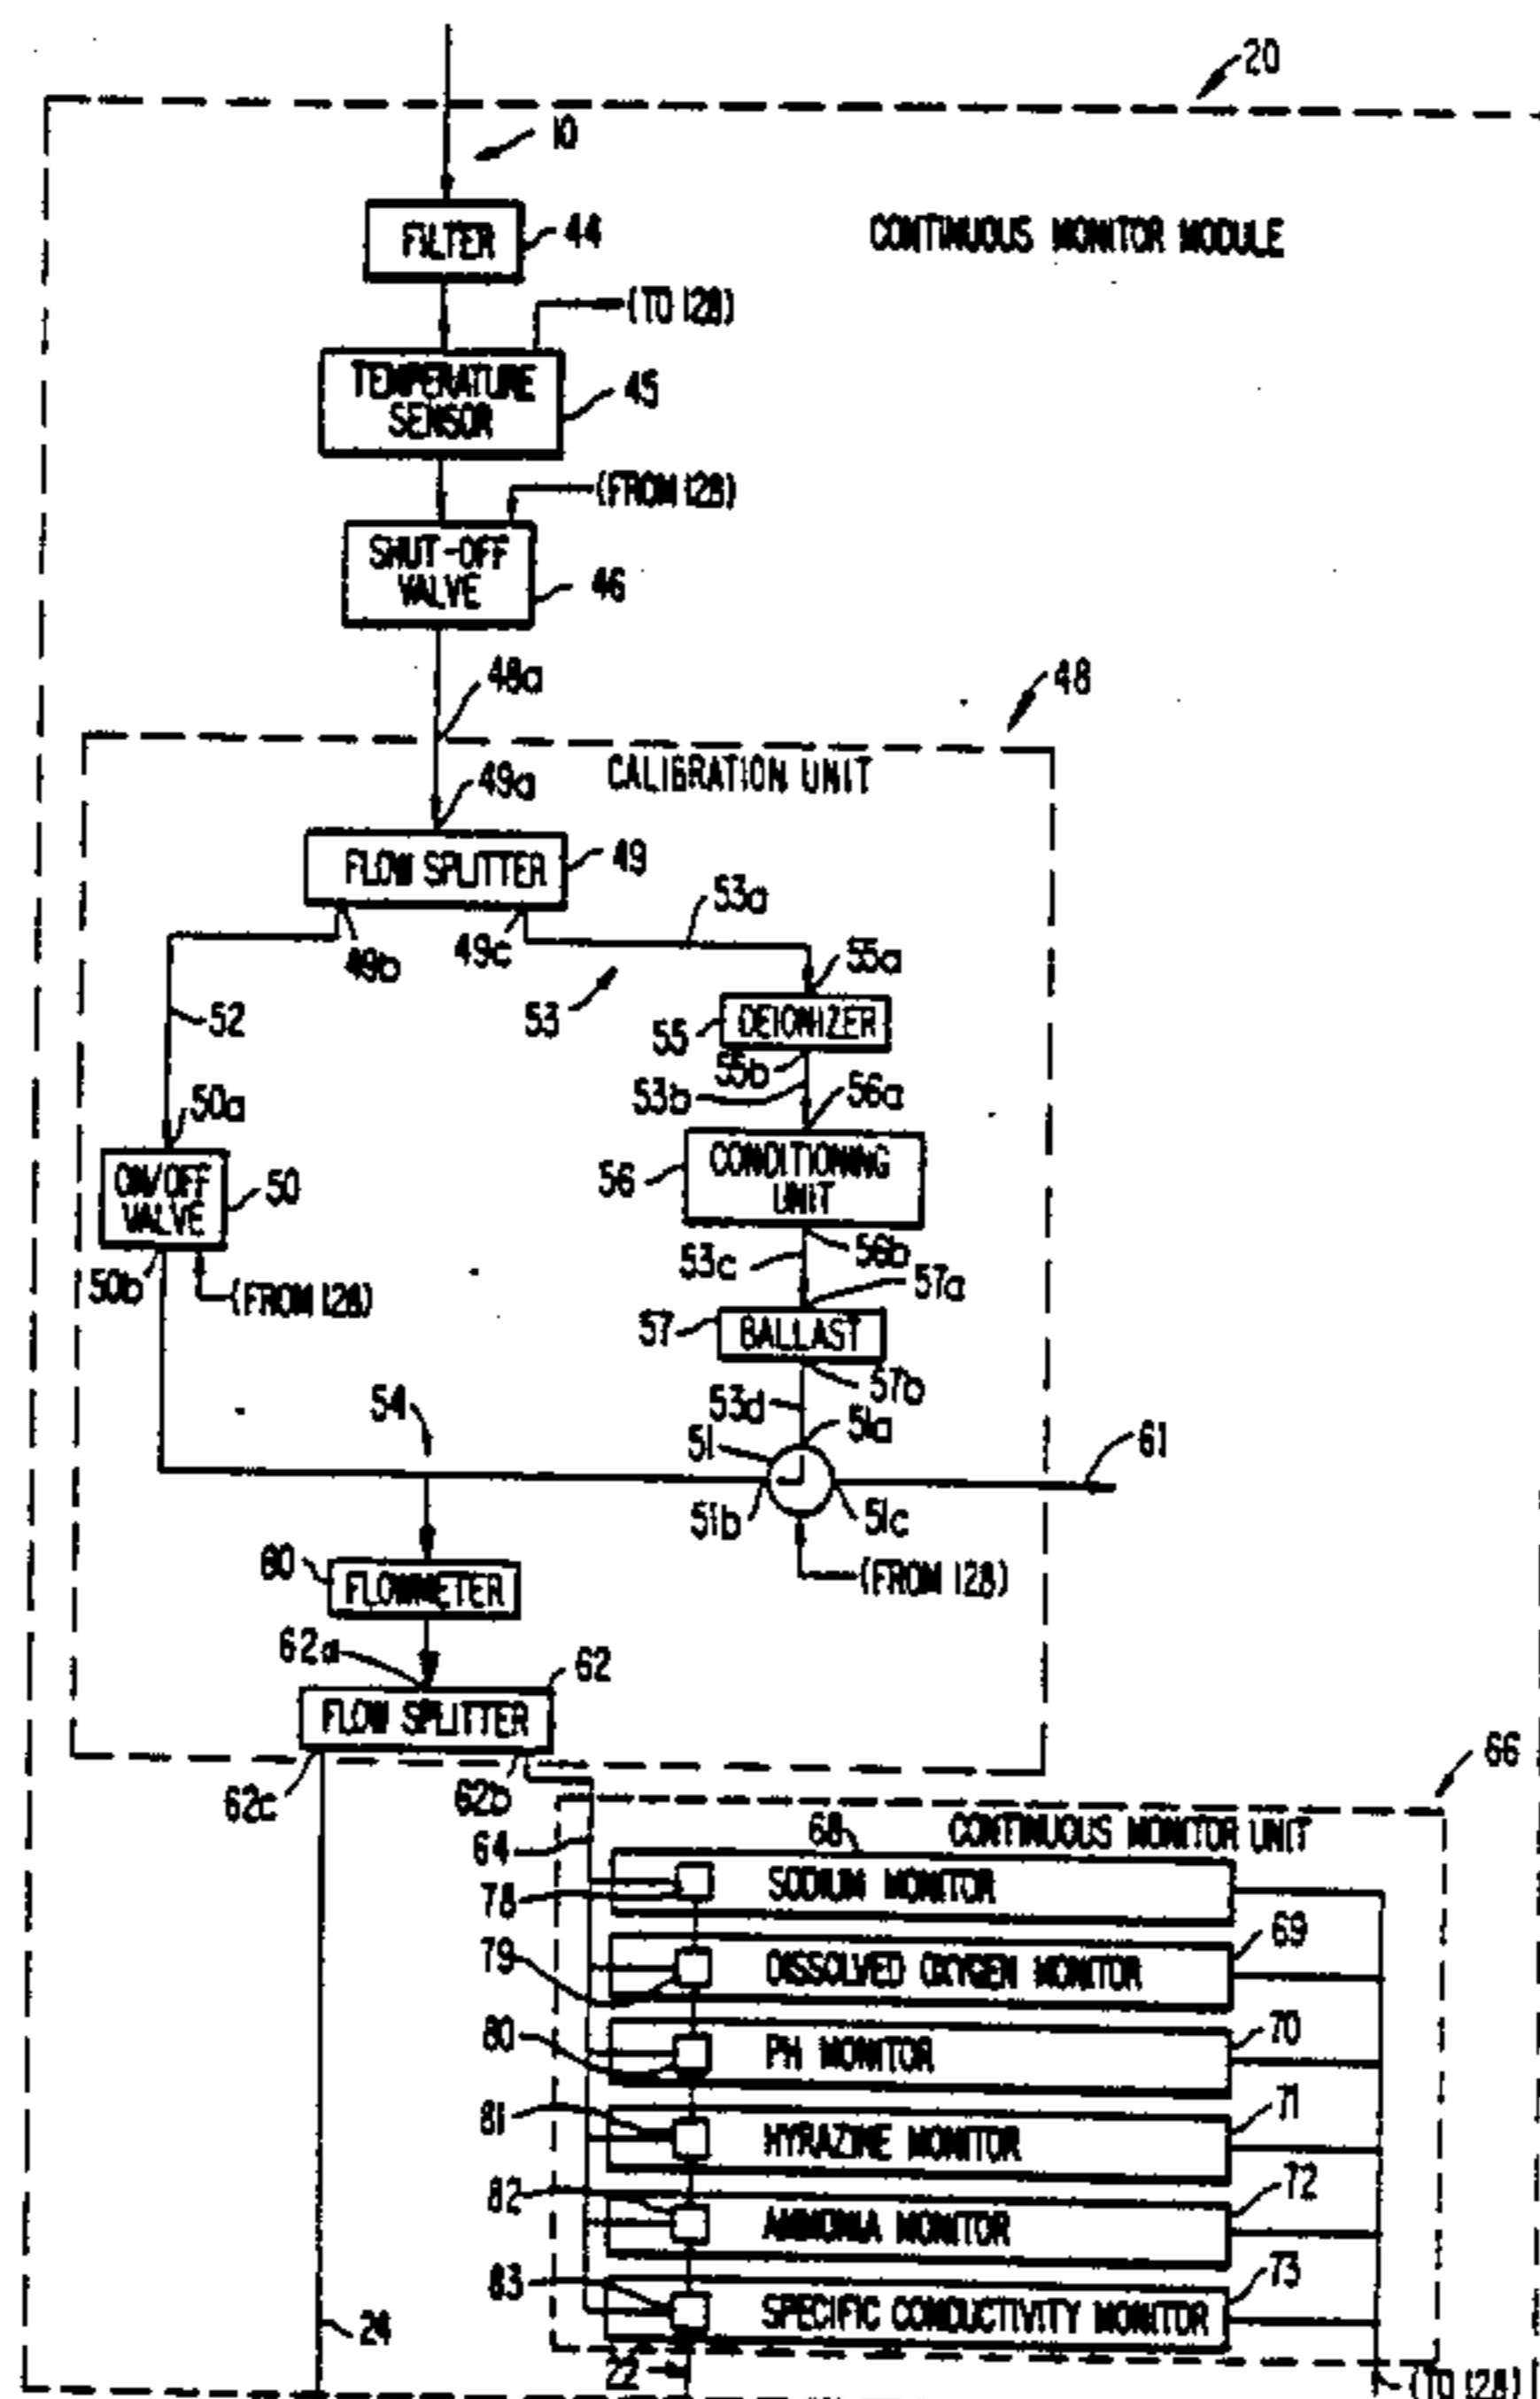 20
10
FILTER
44
CONTINUOUS MONITOR MODULE
(TO 128)
TEMPERATURE
SENSOR
45
(FROM 128)
SHUT-OFF
VALVE
46
48a
48
CALIBRATION UNIT
49a
FLOW SPLITTER
49
53a
49b
49c
55a
52
53
55
DEIONIZER
55b
53b
56a
50a
ON/OFF
VALVE
50
56
CONDITIONING
UNIT
50b
(FROM 128)
53c
56b
57a
57
BALLAST
57b
54
53d
51a
51
61
51b
51c
60
FLOWMETER
(FROM 128)
62a
62
FLOW SPLITTER
62c
62b
66
64
68
CONTINUOUS MONITOR UNIT
78
SODIUM MONITOR
79
DISSOLVED OXYGEN MONITOR
69
80
PH MONITOR
70
81
HYRAZINE MONITOR
71
82
AMMONIA MONITOR
72
83
SPECIFIC CONDUCTIVITY MONITOR
73
24
22
(TO 128)